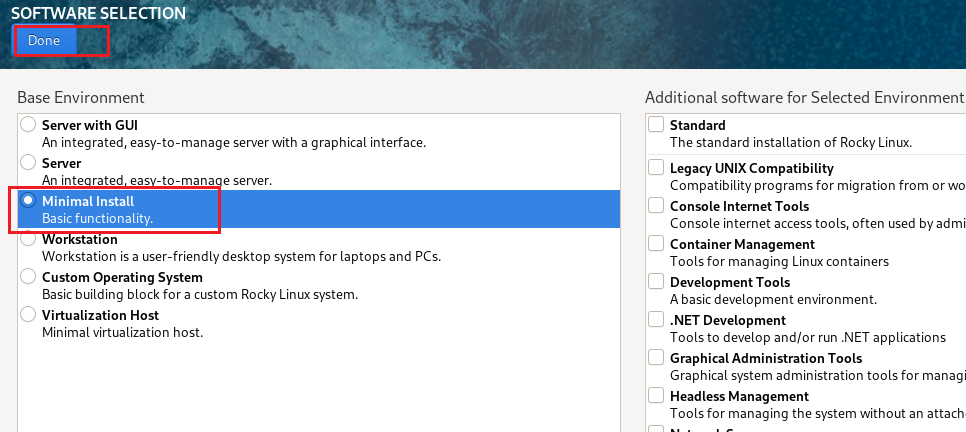 SOFTWARE SELECTION
Done
Base Environment
Server with GUI
An integrated, easy-to-manage server with a graphical interface.
Server
An integrated, easy-to-manage server.
Minimal Install
Basic functionality.
Workstation
Workstation is a user-friendly desktop system for laptops and PCs.
Custom Operating System
Basic building block for a custom Rocky Linux system.
Virtualization Host
Minimal virtualization host.
Additional software for Selected Environment
Standard
The standard installation of Rocky Linux.
Legacy UNIX Compatibility
Compatibility programs for migration from or wo
Console Internet Tools
Console internet access tools, often used by admi
Container Management
Tools for managing Linux containers
Development Tools
A basic development environment.
.NET Development
Tools to develop and/or run .NET applications
Graphical Administration Tools
Graphical system administration tools for managi
Headless Management
Tools for managing the system without an attach